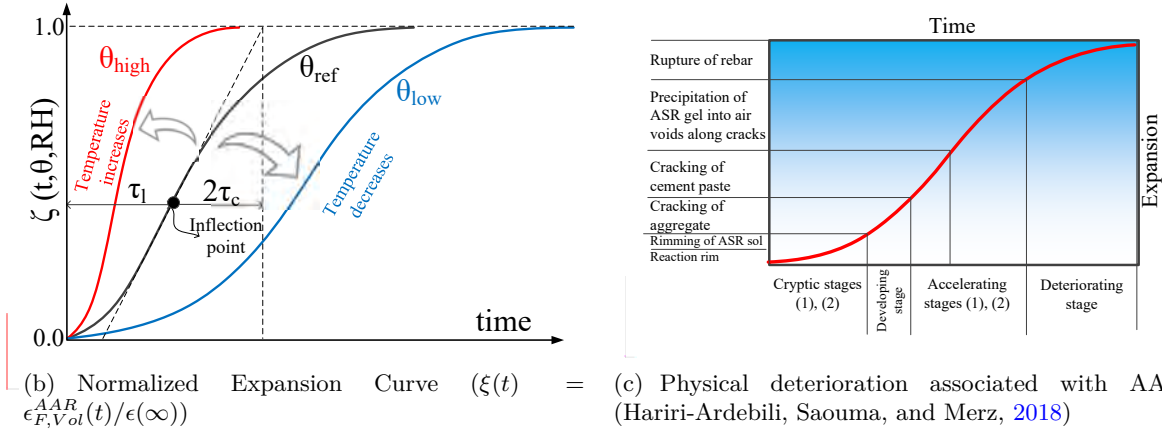 1.0
0.0
ζ (t,θ,RH)
θhigh
θref
θlow
Temperature
increases
Temperature
decreases
τl
2τc
Inflection
point
time
(b) Normalized Expansion Curve (ξ(t) =
ϵ^{AAR}_{F,Vol}(t)/ϵ(∞))
Time
Rupture of rebar
Precipitation of
ASR gel into air
voids along cracks
Cracking of
cement paste
Cracking of
aggregate
Rimming of ASR sol
Reaction rim
Expansion
Cryptic stages
(1), (2)
Developing
stage
Accelerating
stages (1), (2)
Deteriorating
stage
(c) Physical deterioration associated with AA
(Hariri-Ardebili, Saouma, and Merz, 2018)